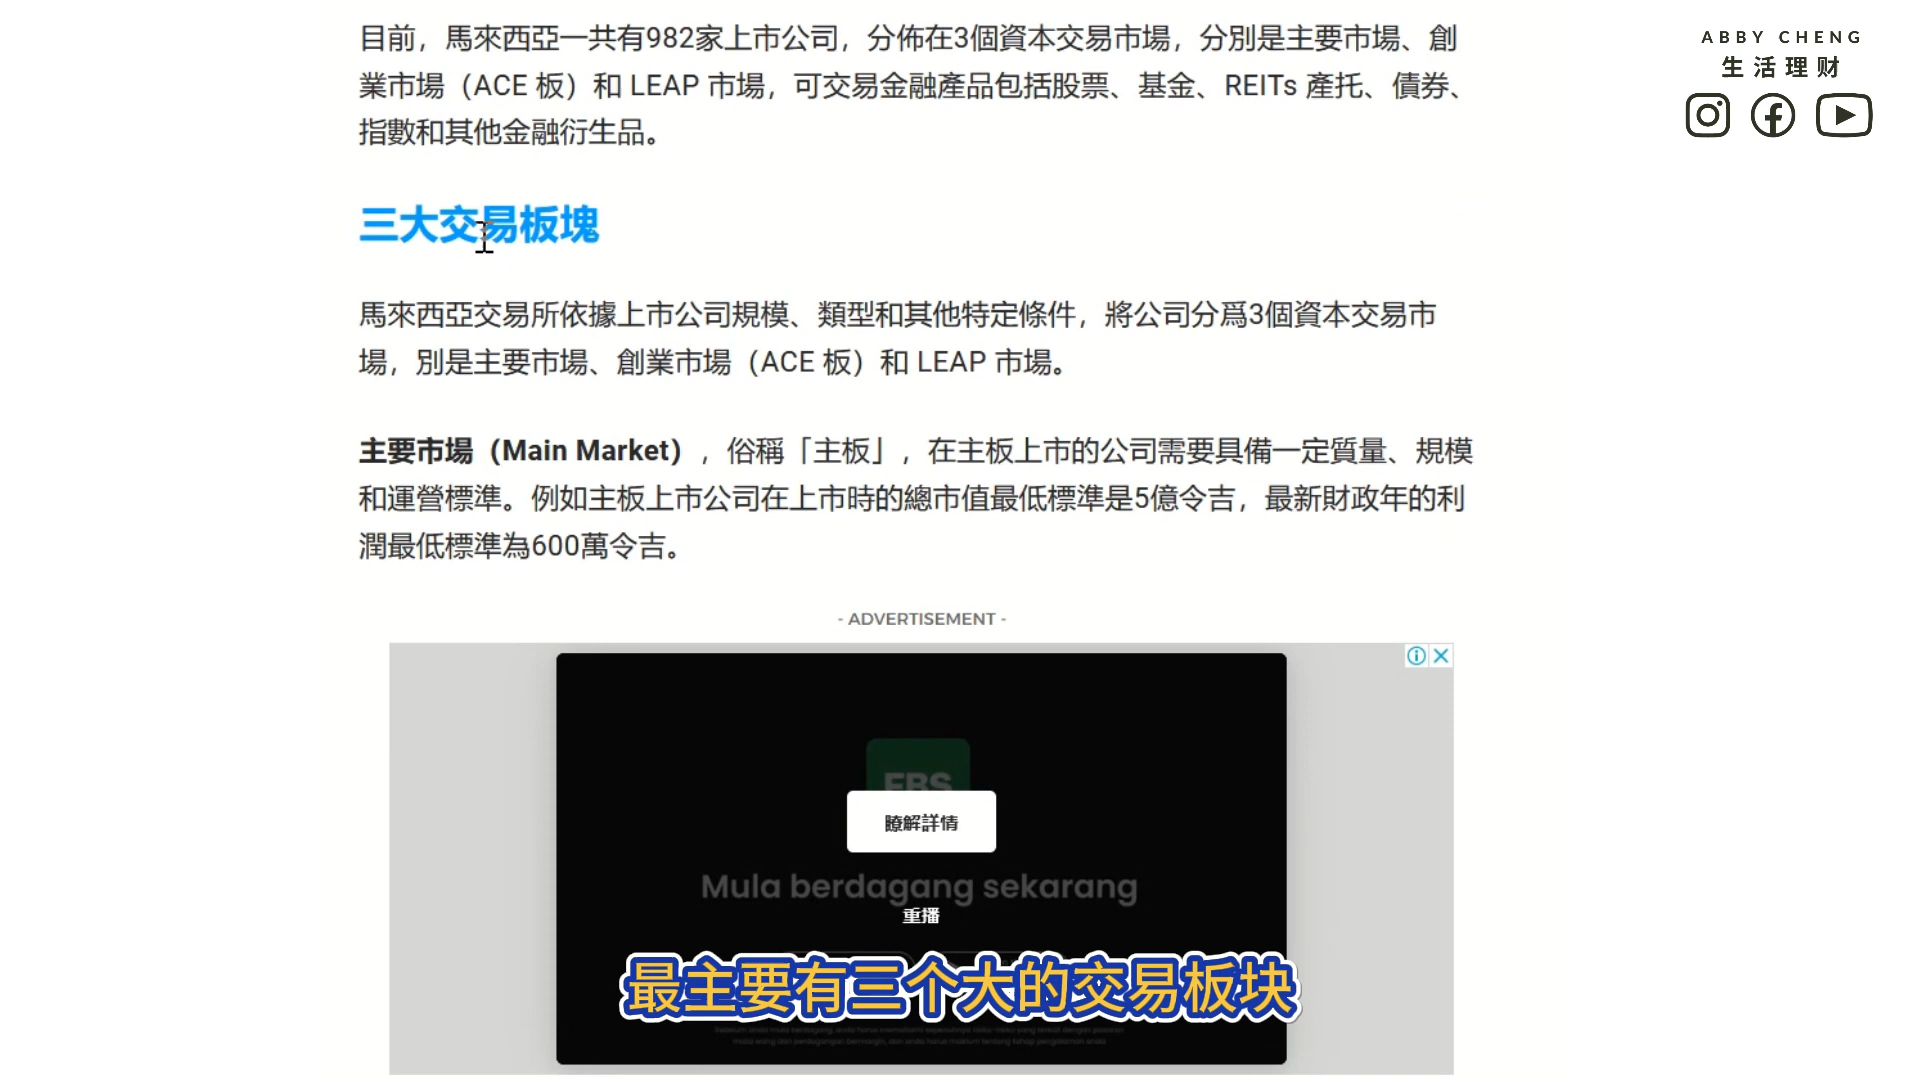 目前，馬來西亞一共有982家上市公司，分佈在3個資本交易市場，分別是主要市場、創
業市場（ACE 板）和 LEAP 市場，可交易金融產品包括股票、基金、REITs 產托、債券、
指數和其他金融衍生品。
ABBY CHENG
生活理财
三大交易板塊
馬來西亞交易所依據上市公司規模、類型和其他特定條件，將公司分爲3個資本交易市
場，別是主要市場、創業市場（ACE 板）和 LEAP 市場。
主要市場（Main Market），俗稱「主板」，在主板上市的公司需要具備一定質量、規模
和運營標準。例如主板上市公司在上市時的總市值最低標準是5億令吉，最新財政年的利
潤最低標準為600萬令吉。
- ADVERTISEMENT -
FBS
瞭解詳情
Mula berdagang sekarang
重播
最主要有三个大的交易板块